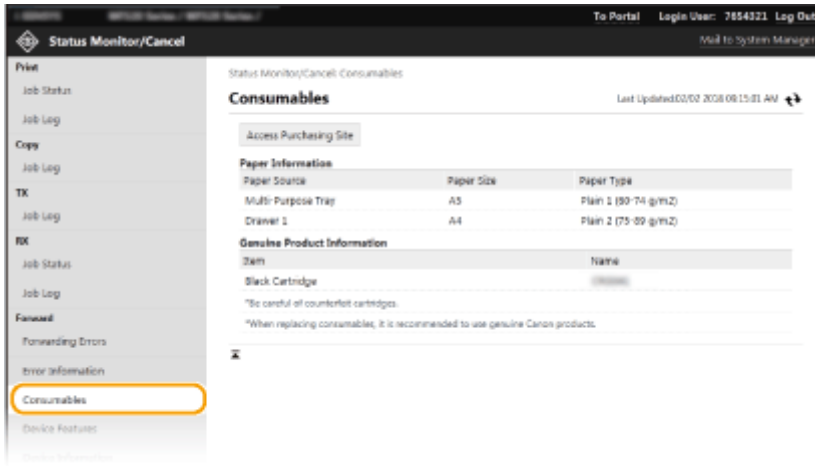 To Portal Login User: 7654321 Log Out
Status Monitor/Cancel
Mail to System Manager
Print
Job Status
Job Log
Copy
Job Log
TX
Job Log
RX
Job Status
Job Log
Forward
Forwarding Errors
Error Information
Consumables
Device Features
Status Monitor/Cancel: Consumables
Consumables
Last Updated:02/02 2018 09:15:01 AM
Access Purchasing Site
Paper Information
Paper Source Paper Size Paper Type
Multi-Purpose Tray A5 Plain 1 (60-74 g/m2)
Drawer 1 A4 Plain 2 (75-89 g/m2)
Genuine Product Information
Item Name
Black Cartridge
*Be careful of counterfeit cartridges.
*When replacing consumables, it is recommended to use genuine Canon products.